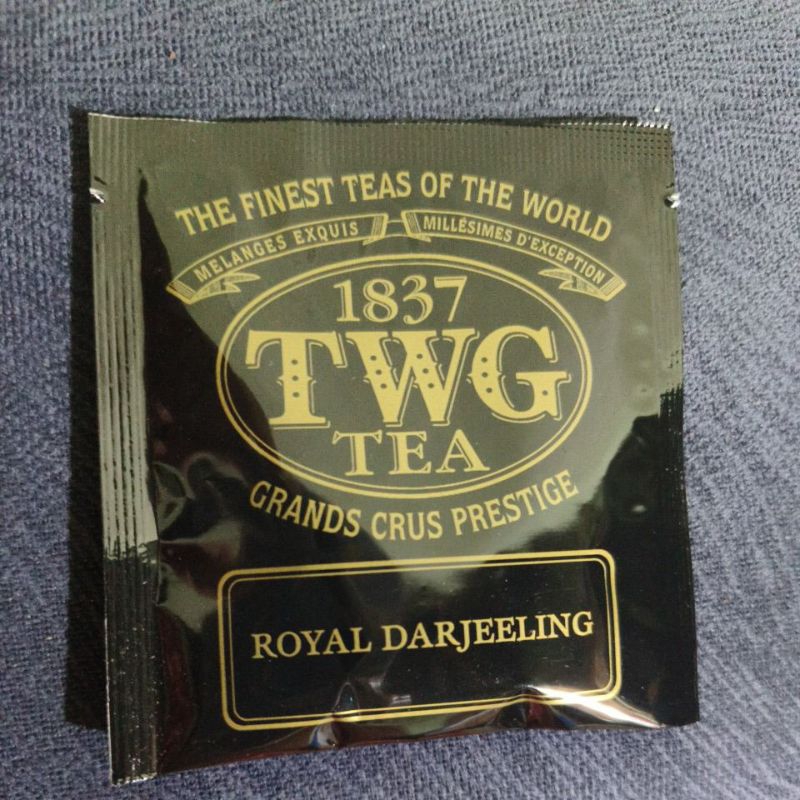 THE FINEST TEAS OF THE WORLD
MELANGES EXQUIS MILLÉSIMES D'EXCEPTION
1837
TWG
TEA
GRANDS CRUS PRESTIGE
ROYAL DARJEELING